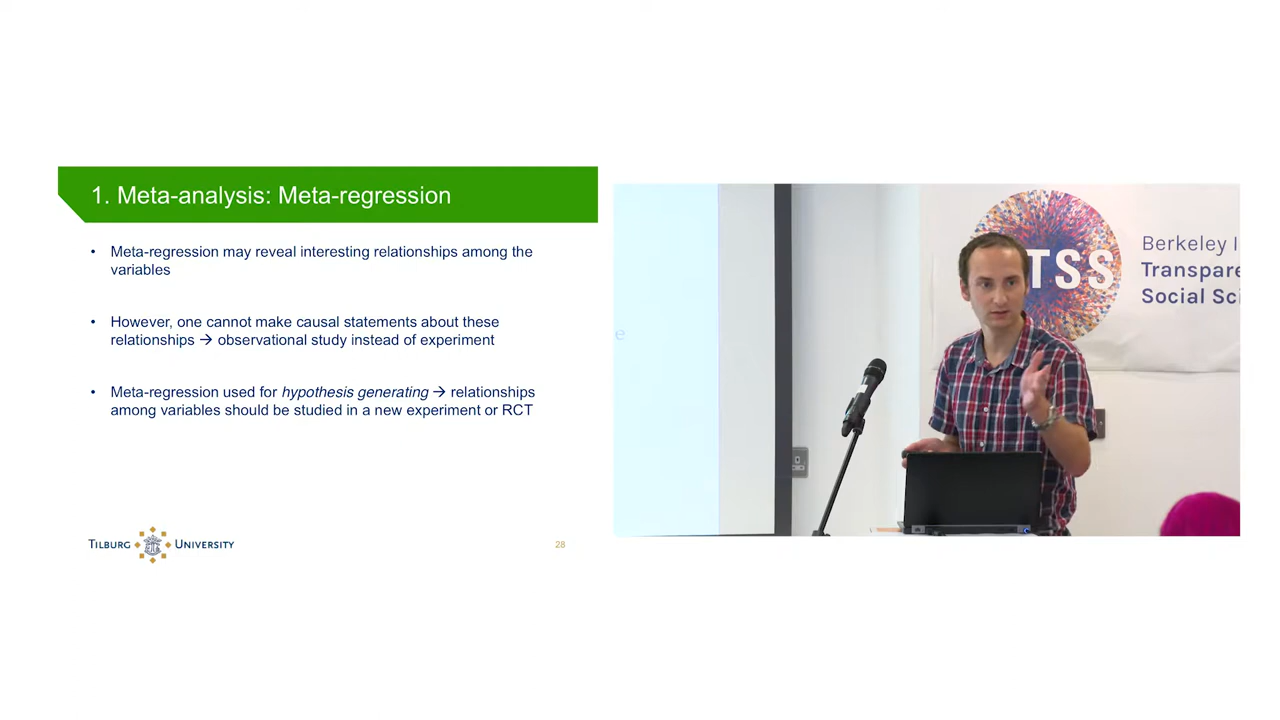 1. Meta-analysis: Meta-regression
• Meta-regression may reveal interesting relationships among the
variables
• However, one cannot make causal statements about these
relationships → observational study instead of experiment
• Meta-regression used for hypothesis generating → relationships
among variables should be studied in a new experiment or RCT
TILBURG UNIVERSITY
28
e
TSS
Berkeley I
Transpare
Social Sci